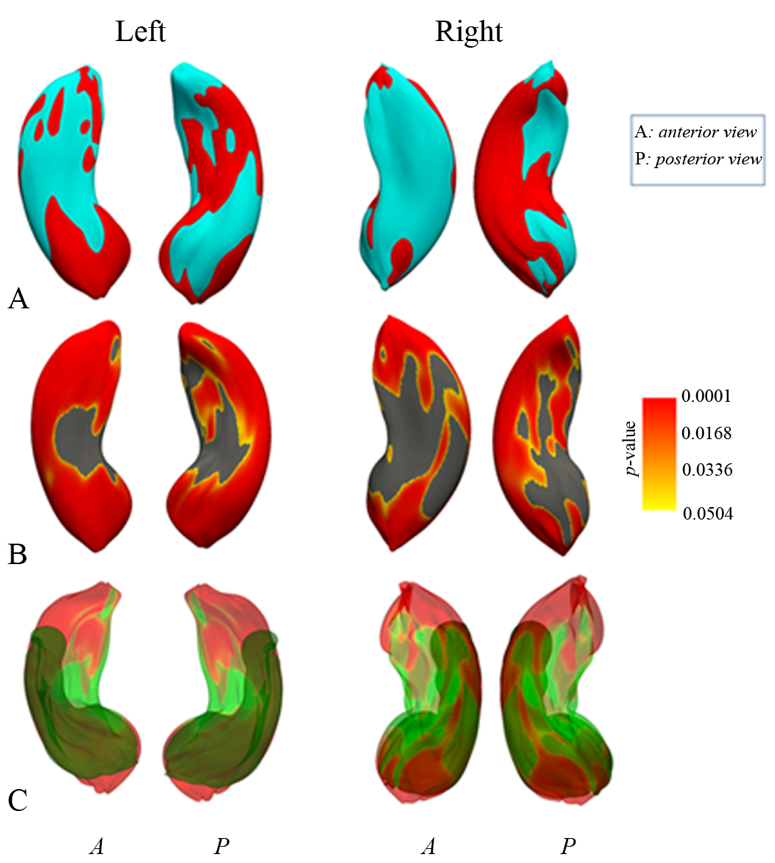 Left
Right
A: anterior view
P: posterior view
A
0.0001
0.0168
0.0336
0.0504
p-value
B
C
A
P
A
P